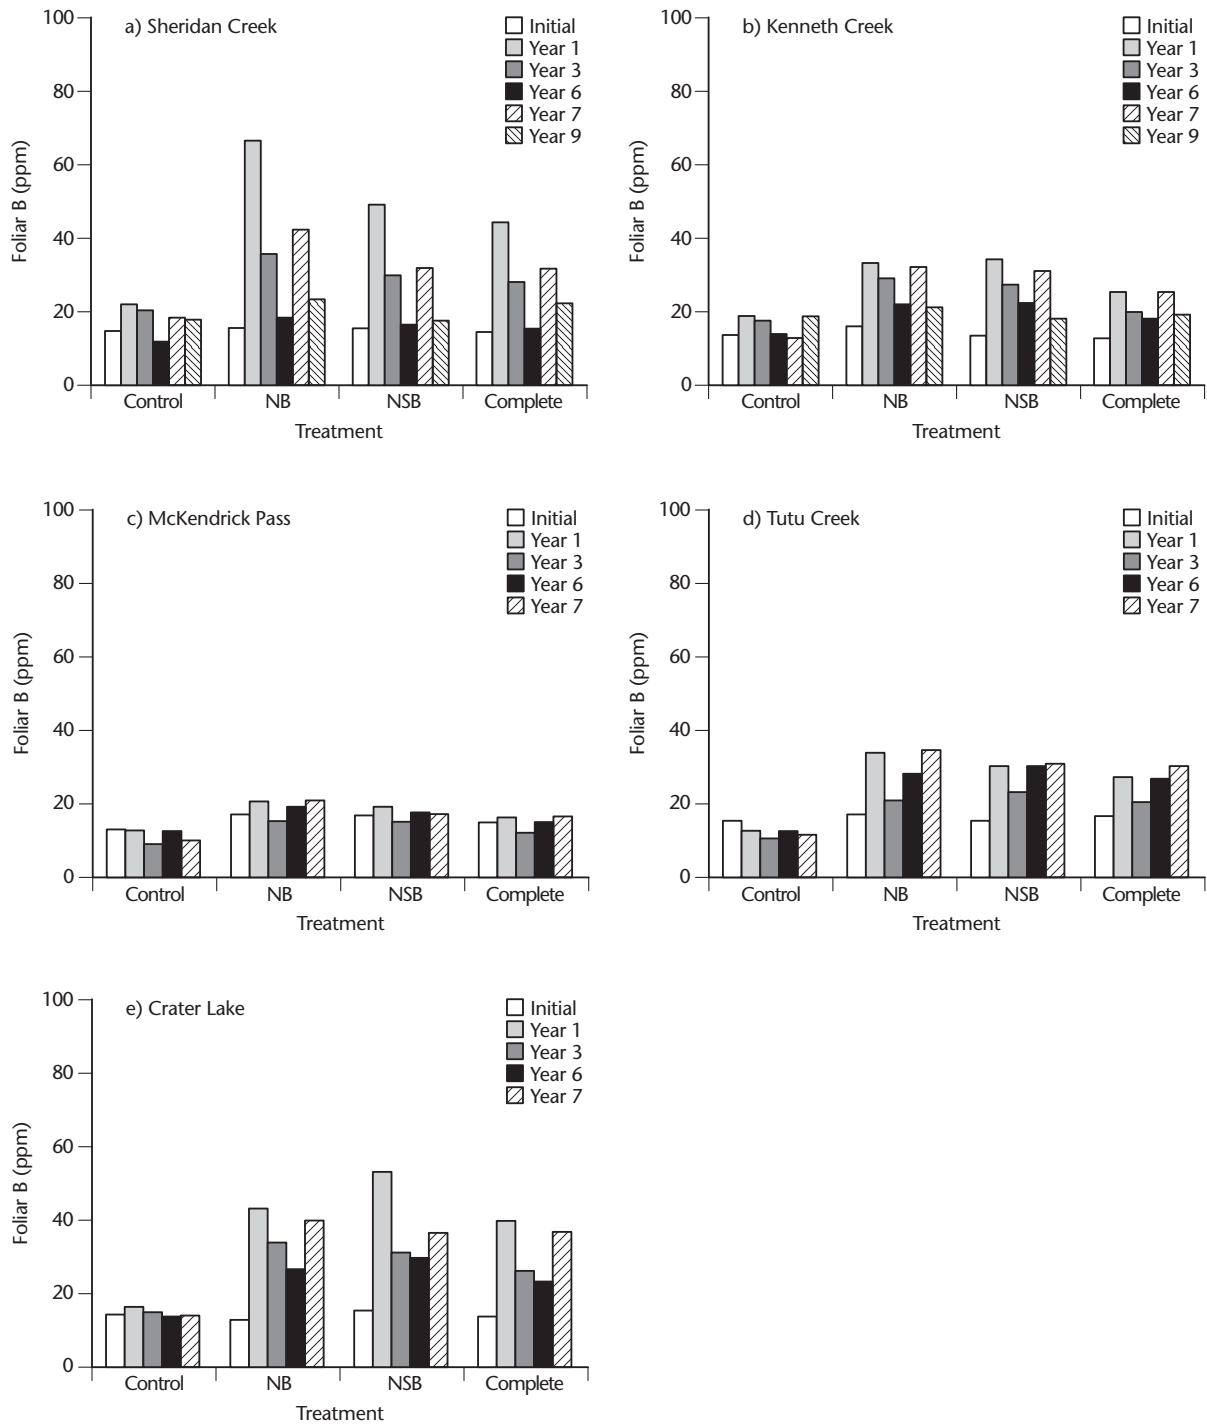 a) Sheridan Creek
Initial
Year 1
Year 3
Year 6
Year 7
Year 9
100
80
60
40
20
0
Foliar B (ppm)
Control NB NSB Complete
Treatment
b) Kenneth Creek
Initial
Year 1
Year 3
Year 6
Year 7
Year 9
100
80
60
40
20
0
Foliar B (ppm)
Control NB NSB Complete
Treatment
c) McKendrick Pass
Initial
Year 1
Year 3
Year 6
Year 7
100
80
60
40
20
0
Foliar B (ppm)
Control NB NSB Complete
Treatment
d) Tutu Creek
Initial
Year 1
Year 3
Year 6
Year 7
100
80
60
40
20
0
Foliar B (ppm)
Control NB NSB Complete
Treatment
e) Crater Lake
Initial
Year 1
Year 3
Year 6
Year 7
100
80
60
40
20
0
Foliar B (ppm)
Control NB NSB Complete
Treatment